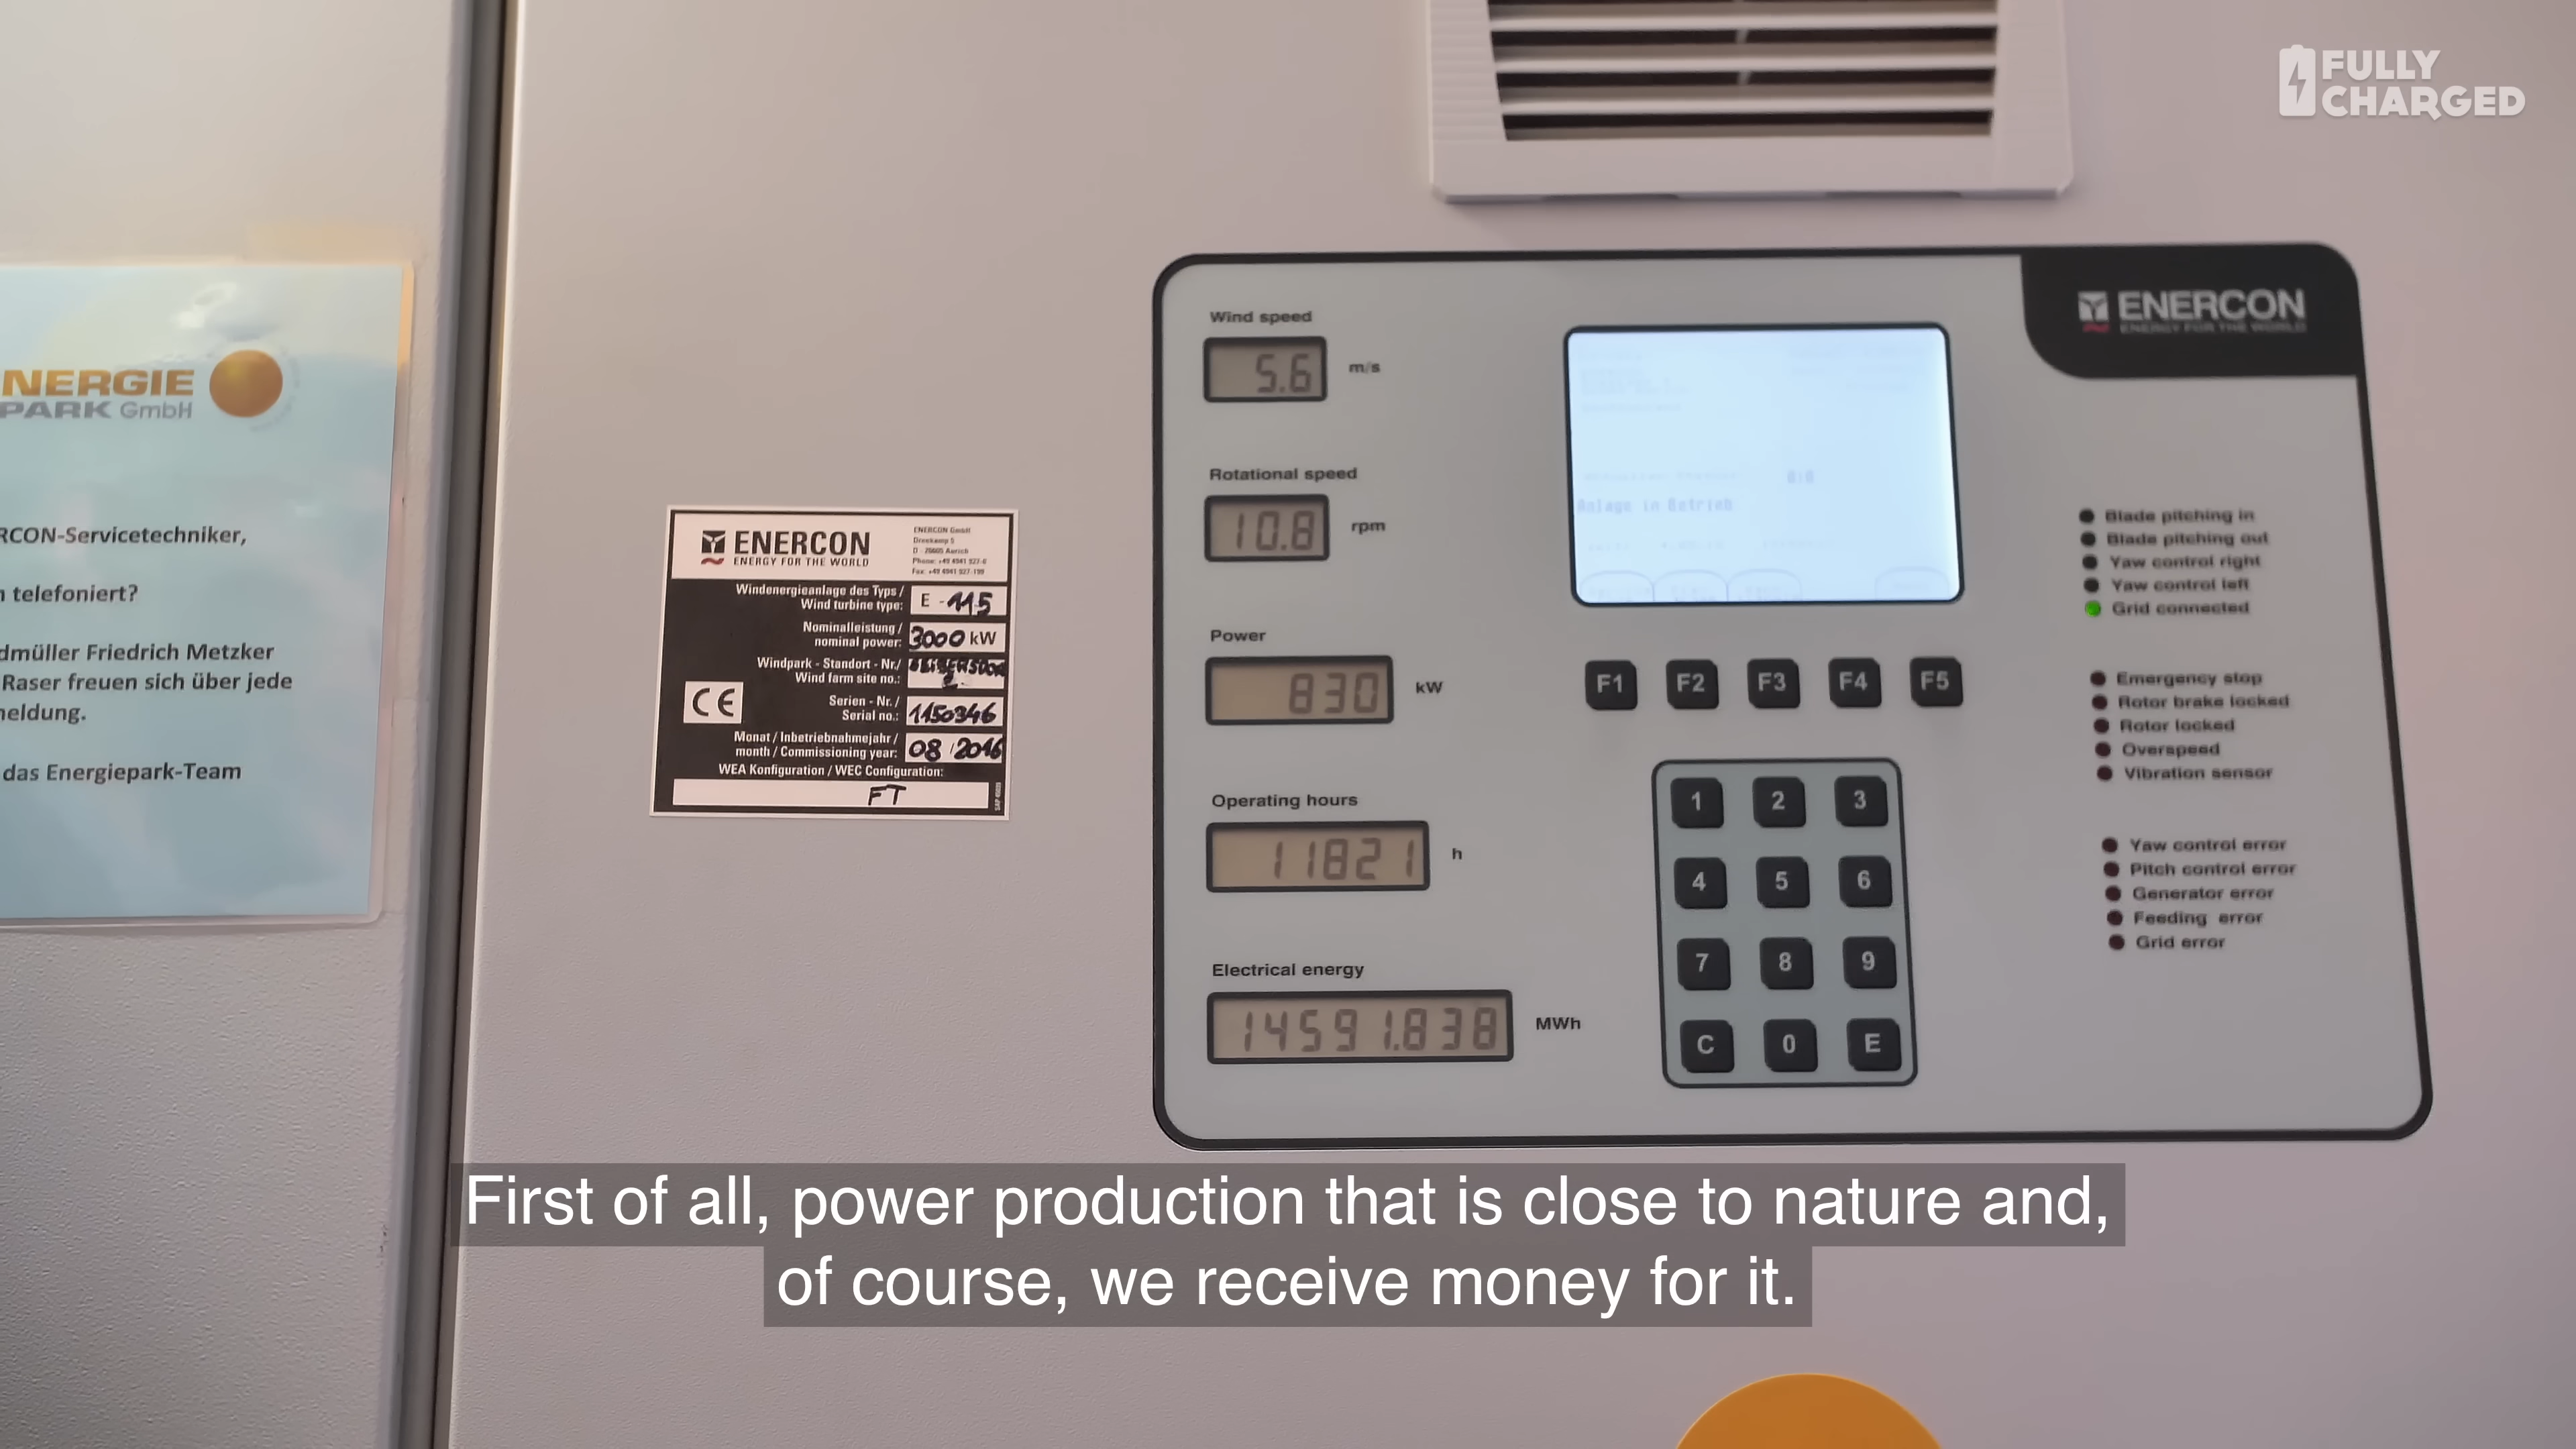 FULLY
CHARGED
NERGIE
PARK GmbH
RCON-Servicetechniker,
telefoniert?
dmüller Friedrich Metzker
Raser freuen sich über jede
neldung.
das Energiepark-Team
ENERCON
ENERGY FOR THE WORLD
ENERCON GmbH
Dreekamp 5
D - 26605 Aurich
Phone: +49 4941 927-0
Fax: +49 4941 927-199
Windenergieanlage des Typs /
Wind turbine type: E - 115
Nominalleistung /
nominal power: 3000 kW
Windpark - Standort - Nr./
Wind farm site no.:
CE
Serien - Nr. /
Serial no.: 1150346
Monat / Inbetriebnahmejahr /
month / Commissioning year: 08 / 2016
WEA Konfiguration / WEC Configuration:
FT
Wind speed
5.6 m/s
Rotational speed
10.8 rpm
Power
830 kW
Operating hours
11821 h
Electrical energy
14591.838 MWh
Anlage in Betrieb
F1 F2 F3 F4 F5
1 2 3
4 5 6
7 8 9
C 0 E
ENERCON
ENERGY FOR THE WORLD
Blade pitching in
Blade pitching out
Yaw control right
Yaw control left
Grid connected
Emergency stop
Rotor brake locked
Rotor locked
Overspeed
Vibration sensor
Yaw control error
Pitch control error
Generator error
Feeding error
Grid error
First of all, power production that is close to nature and,
of course, we receive money for it.